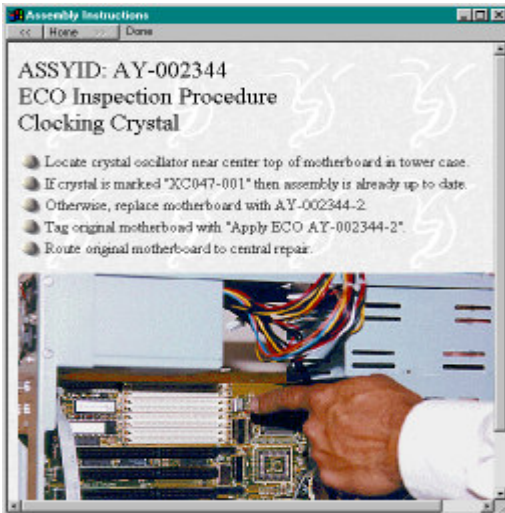 Assembly Instructions
<< Home >> Done
ASSYID: AY-002344
ECO Inspection Procedure
Clocking Crystal
Locate crystal oscillator near center top of motherboard in tower case.
If crystal is marked "XC047-001" then assembly is already up to date.
Otherwise, replace motherboard with AY-002344-2.
Tag original motherboad with "Apply ECO AY-002344-2".
Route original motherboard to central repair.